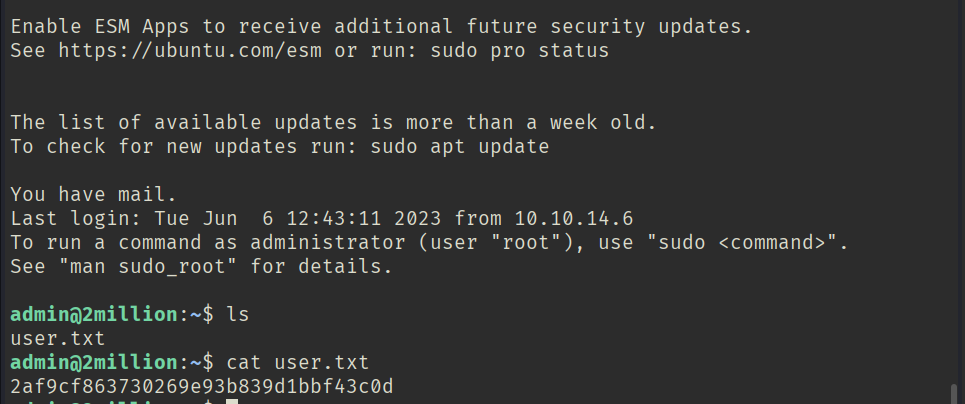 Enable ESM Apps to receive additional future security updates.
See https://ubuntu.com/esm or run: sudo pro status
The list of available updates is more than a week old.
To check for new updates run: sudo apt update
You have mail.
Last login: Tue Jun  6 12:43:11 2023 from 10.10.14.6
To run a command as administrator (user "root"), use "sudo <command>".
See "man sudo_root" for details.
admin@2million:~$ ls
user.txt
admin@2million:~$ cat user.txt
2af9cf863730269e93b839d1bbf43c0d
admin@2million:~$